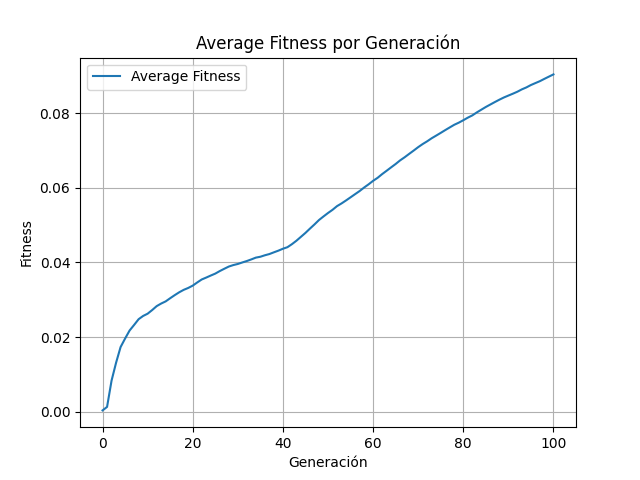 Average Fitness por Generación
Average Fitness
0.08
0.06
0.04
0.02
0.00
Fitness
0 20 40 60 80 100
Generación